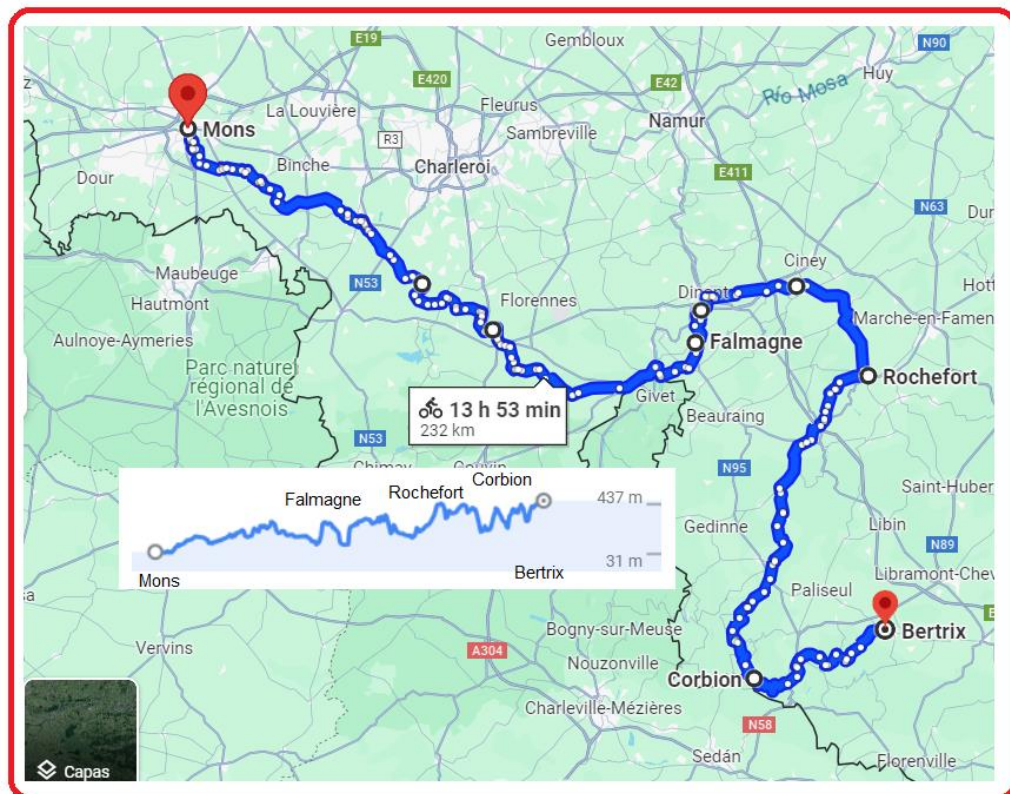 E19
Gembloux
N90
E420
E42
Huy
La Louvière
Fleurus
Namur
Río Mosa
Mons
R3
Sambreville
Binche
Charleroi
Dour
E411
N63
Dur
Maubeuge
N53
Ciney
Hautmont
Florennes
Dinant
Hott
Marche-en-Famen
Aulnoye-Aymeries
Falmagne
Parc naturel
régional de
l'Avesnois
Rochefort
Givet
13 h 53 min
232 km
Beauraing
N53
Chimay
Couvin
N95
Corbion
Falmagne
Rochefort
437 m
Saint-Huber
Gedinne
Libin
31 m
N89
Mons
Bertrix
Libramont-Chev
Paliseul
Bogny-sur-Meuse
Bertrix
Vervins
A304
Nouzonville
Corbion
Charleville-Mézières
N58
Sedán
Florenville
Capas